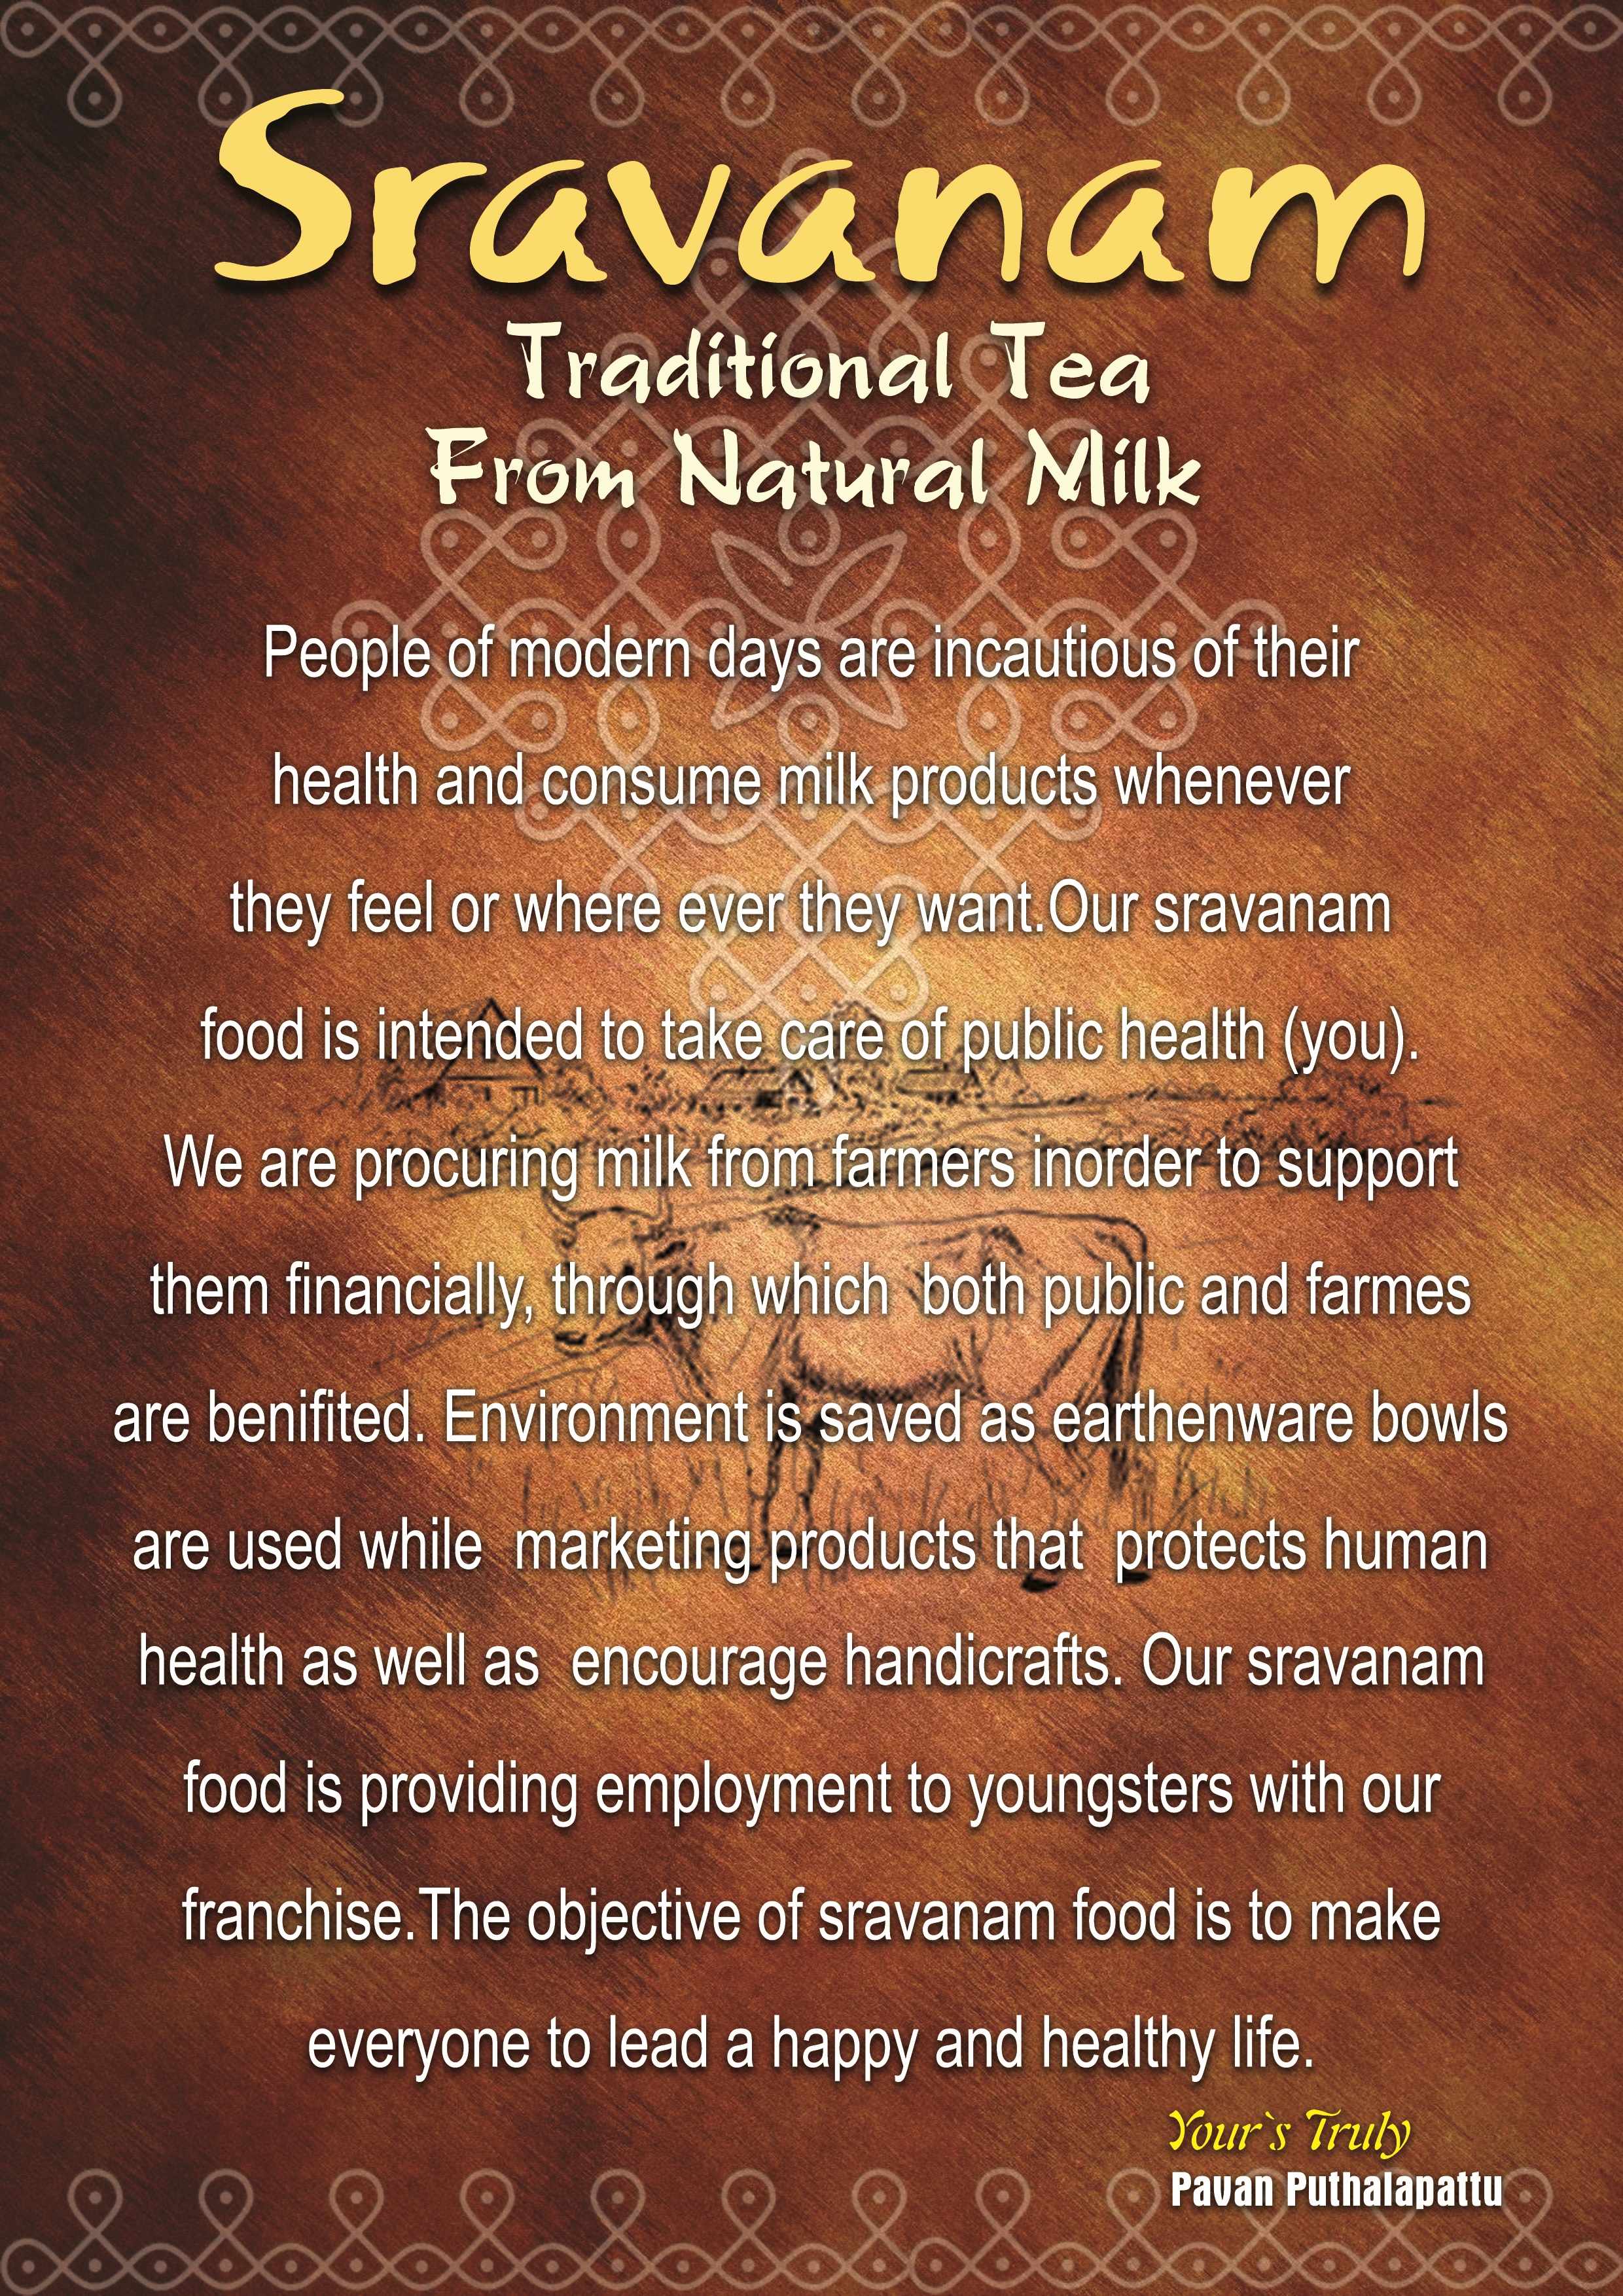 Sravanam
Traditional Tea
From Natural Milk
People of modern days are incautious of their
health and consume milk products whenever
they feel or where ever they want.Our sravanam
food is intended to take care of public health (you).
We are procuring milk from farmers inorder to support
them financially, through which  both public and farmes
are benifited. Environment is saved as earthenware bowls
are used while  marketing products that  protects human
health as well as  encourage handicrafts. Our sravanam
food is providing employment to youngsters with our
franchise.The objective of sravanam food is to make
everyone to lead a happy and healthy life.
Your`s Truly
Pavan Puthalapattu